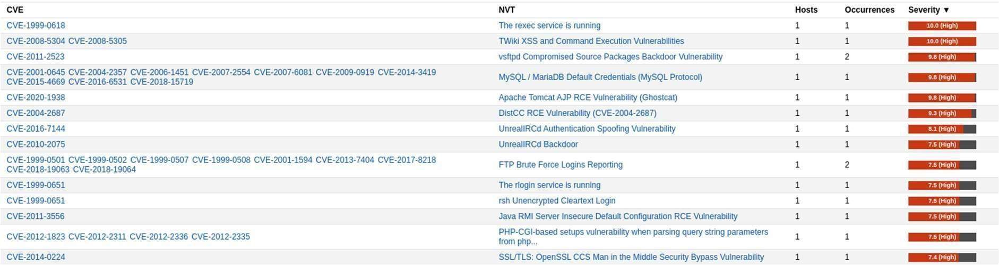 CVE NVT Hosts Occurrences Severity ▼
CVE-1999-0618 The rexec service is running 1 1 10.0 (High)
CVE-2008-5304 CVE-2008-5305 TWiki XSS and Command Execution Vulnerabilities 1 1 10.0 (High)
CVE-2011-2523 vsftpd Compromised Source Packages Backdoor Vulnerability 1 2 9.8 (High)
CVE-2001-0645 CVE-2004-2357 CVE-2006-1451 CVE-2007-2554 CVE-2007-6081 CVE-2009-0919 CVE-2014-3419
CVE-2015-4669 CVE-2016-6531 CVE-2018-15719 MySQL / MariaDB Default Credentials (MySQL Protocol) 1 1 9.8 (High)
CVE-2020-1938 Apache Tomcat AJP RCE Vulnerability (Ghostcat) 1 1 9.8 (High)
CVE-2004-2687 DistCC RCE Vulnerability (CVE-2004-2687) 1 1 9.3 (High)
CVE-2016-7144 UnrealIRCd Authentication Spoofing Vulnerability 1 1 8.1 (High)
CVE-2010-2075 UnrealIRCd Backdoor 1 1 7.5 (High)
CVE-1999-0501 CVE-1999-0502 CVE-1999-0507 CVE-1999-0508 CVE-2001-1594 CVE-2013-7404 CVE-2017-8218
CVE-2018-19063 CVE-2018-19064 FTP Brute Force Logins Reporting 1 2 7.5 (High)
CVE-1999-0651 The rlogin service is running 1 1 7.5 (High)
CVE-1999-0651 rsh Unencrypted Cleartext Login 1 1 7.5 (High)
CVE-2011-3556 Java RMI Server Insecure Default Configuration RCE Vulnerability 1 1 7.5 (High)
CVE-2012-1823 CVE-2012-2311 CVE-2012-2336 CVE-2012-2335 PHP-CGI-based setups vulnerability when parsing query string parameters
from php... 1 1 7.5 (High)
CVE-2014-0224 SSL/TLS: OpenSSL CCS Man in the Middle Security Bypass Vulnerability 1 1 7.4 (High)